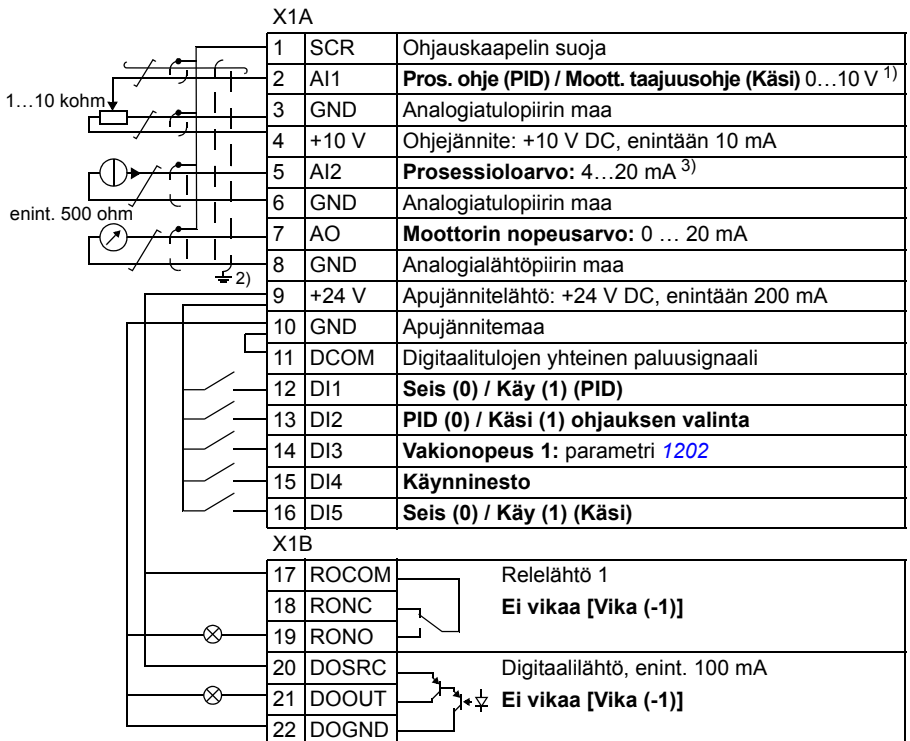 X1A
1 SCR Ohjauskaapelin suoja
2 AI1 Pros. ohje (PID) / Moott. taajuusohje (Käsi) 0…10 V 1)
1…10 kohm
3 GND Analogiatulopiirin maa
4 +10 V Ohjejännite: +10 V DC, enintään 10 mA
5 AI2 Prosessioloarvo: 4…20 mA 3)
6 GND Analogiatulopiirin maa
enint. 500 ohm
7 AO Moottorin nopeusarvo: 0 … 20 mA
8 GND Analogialähtöpiirin maa
2)
9 +24 V Apujännitelähtö: +24 V DC, enintään 200 mA
10 GND Apujännitemaa
11 DCOM Digitaalitulojen yhteinen paluusignaali
12 DI1 Seis (0) / Käy (1) (PID)
13 DI2 PID (0) / Käsi (1) ohjauksen valinta
14 DI3 Vakionopeus 1: parametri 1202
15 DI4 Käynninesto
16 DI5 Seis (0) / Käy (1) (Käsi)
X1B
17 ROCOM Relelähtö 1
18 RONC Ei vikaa [Vika (-1)]
19 RONO
20 DOSRC Digitaalilähtö, enint. 100 mA
21 DOOUT Ei vikaa [Vika (-1)]
22 DOGND